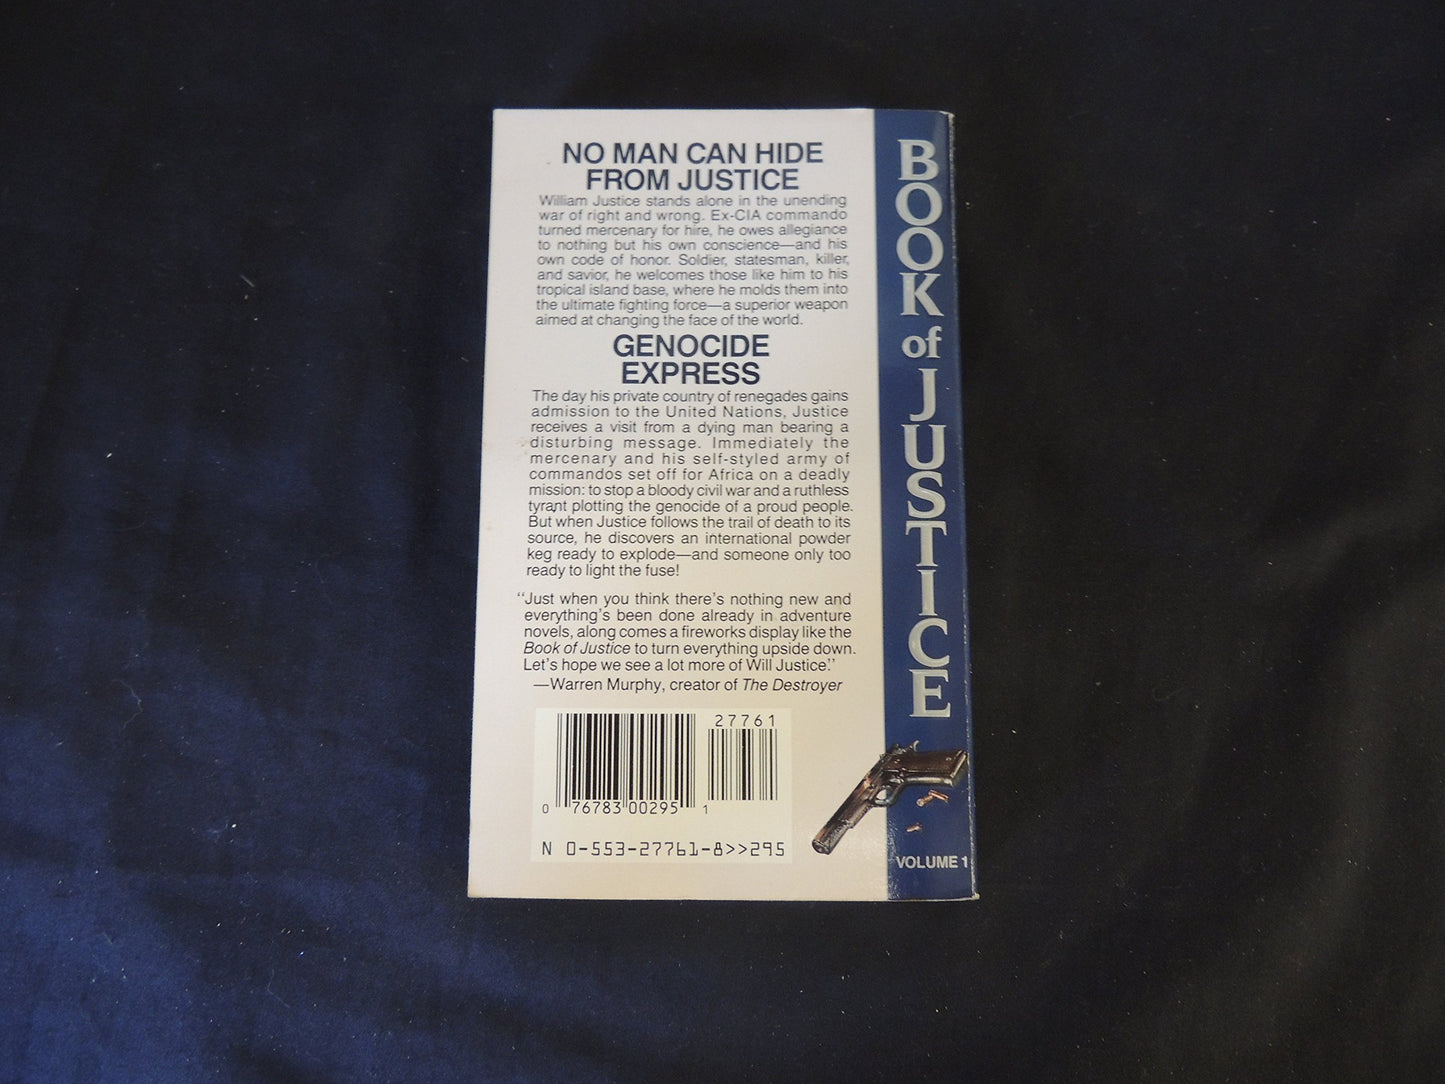 NO MAN CAN HIDE
FROM JUSTICE
William Justice stands alone in the unending
war of right and wrong. Ex-CIA commando
turned mercenary for hire, he owes allegiance
to nothing but his own conscience—and his
own code of honor. Soldier, statesman, killer,
and savior, he welcomes those like him to his
tropical island base, where he molds them into
the ultimate fighting force—a superior weapon
aimed at changing the face of the world.
GENOCIDE
EXPRESS
The day his private country of renegades gains
admission to the United Nations, Justice
receives a visit from a dying man bearing a
disturbing message. Immediately the
mercenary and his self-styled army of
commandos set off for Africa on a deadly
mission: to stop a bloody civil war and a ruthless
tyrant plotting the genocide of a proud people.
But when Justice follows the trail of death to its
source, he discovers an international powder
keg ready to explode—and someone only too
ready to light the fuse!
“Just when you think there's nothing new and
everything's been done already in adventure
novels, along comes a fireworks display like the
Book of Justice to turn everything upside down.
Let's hope we see a lot more of Will Justice.”
—Warren Murphy, creator of The Destroyer
27761
0 76783 00295 1
N 0-553-27761-8>>295
BOOK of JUSTICE
VOLUME 1